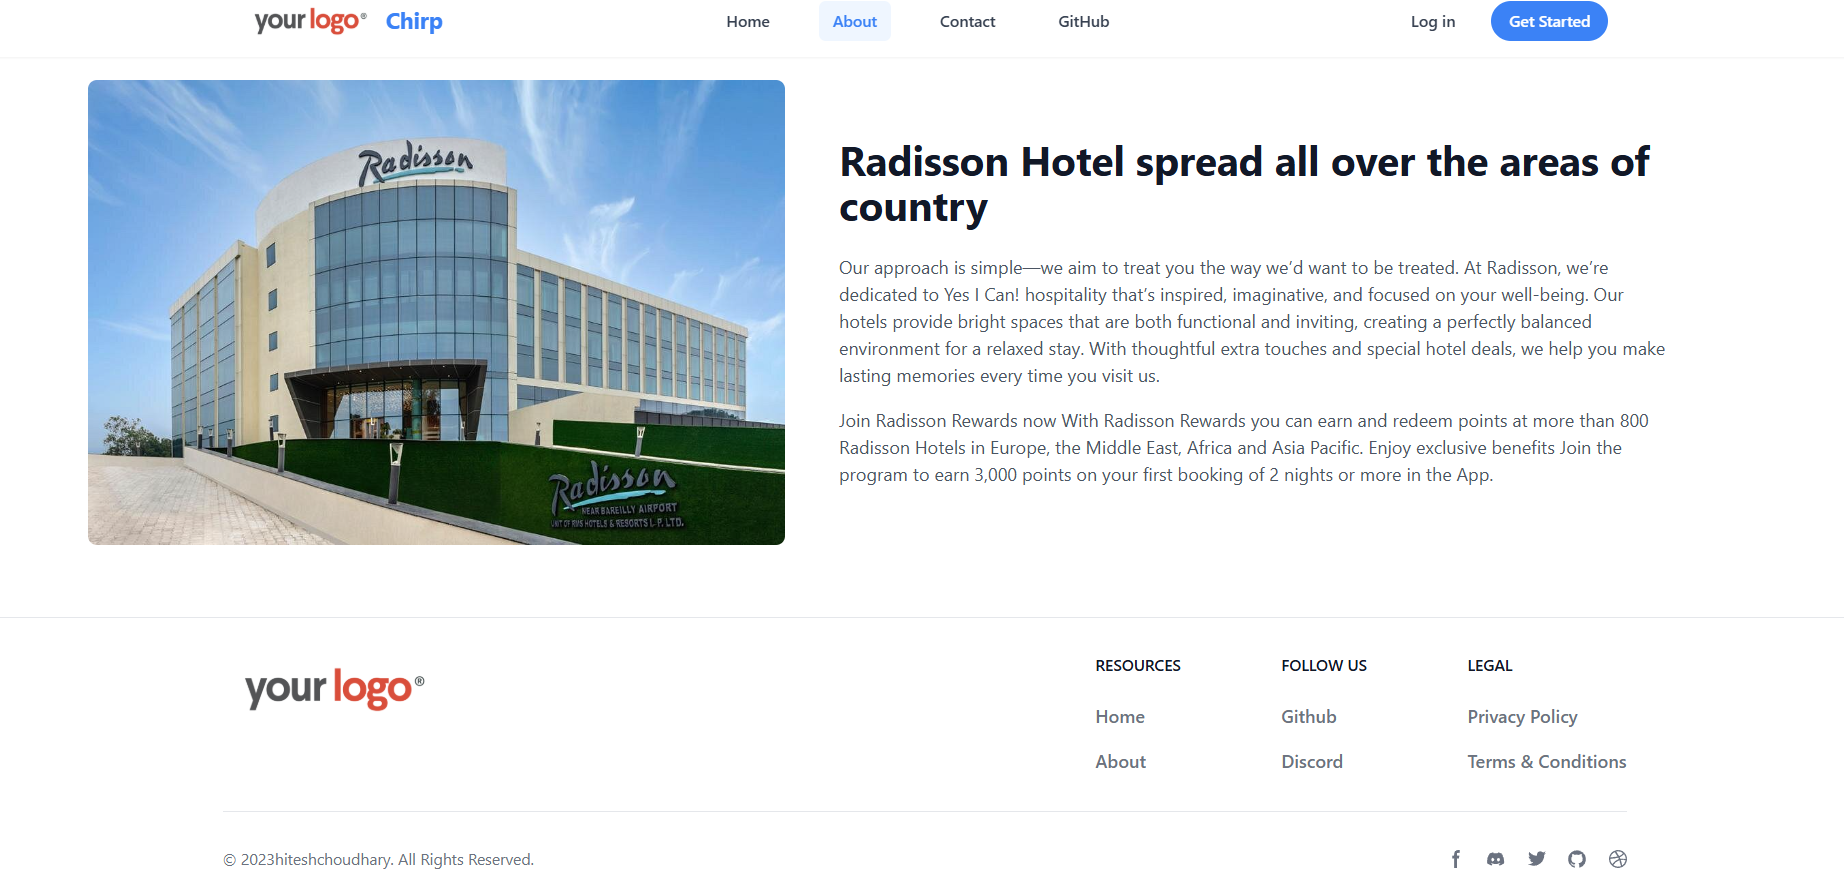 your logo® Chirp Home About Contact GitHub Log in Get Started
Radisson
Radisson
NEAR BAREILLY AIRPORT
UNIT OF RMS HOTELS & RESORTS L.P. LTD.
Radisson Hotel spread all over the areas of
country
Our approach is simple—we aim to treat you the way we’d want to be treated. At Radisson, we’re
dedicated to Yes I Can! hospitality that’s inspired, imaginative, and focused on your well-being. Our
hotels provide bright spaces that are both functional and inviting, creating a perfectly balanced
environment for a relaxed stay. With thoughtful extra touches and special hotel deals, we help you make
lasting memories every time you visit us.
Join Radisson Rewards now With Radisson Rewards you can earn and redeem points at more than 800
Radisson Hotels in Europe, the Middle East, Africa and Asia Pacific. Enjoy exclusive benefits Join the
program to earn 3,000 points on your first booking of 2 nights or more in the App.
your logo®
RESOURCES
Home
About
FOLLOW US
Github
Discord
LEGAL
Privacy Policy
Terms & Conditions
© 2023hiteshchoudhary. All Rights Reserved.